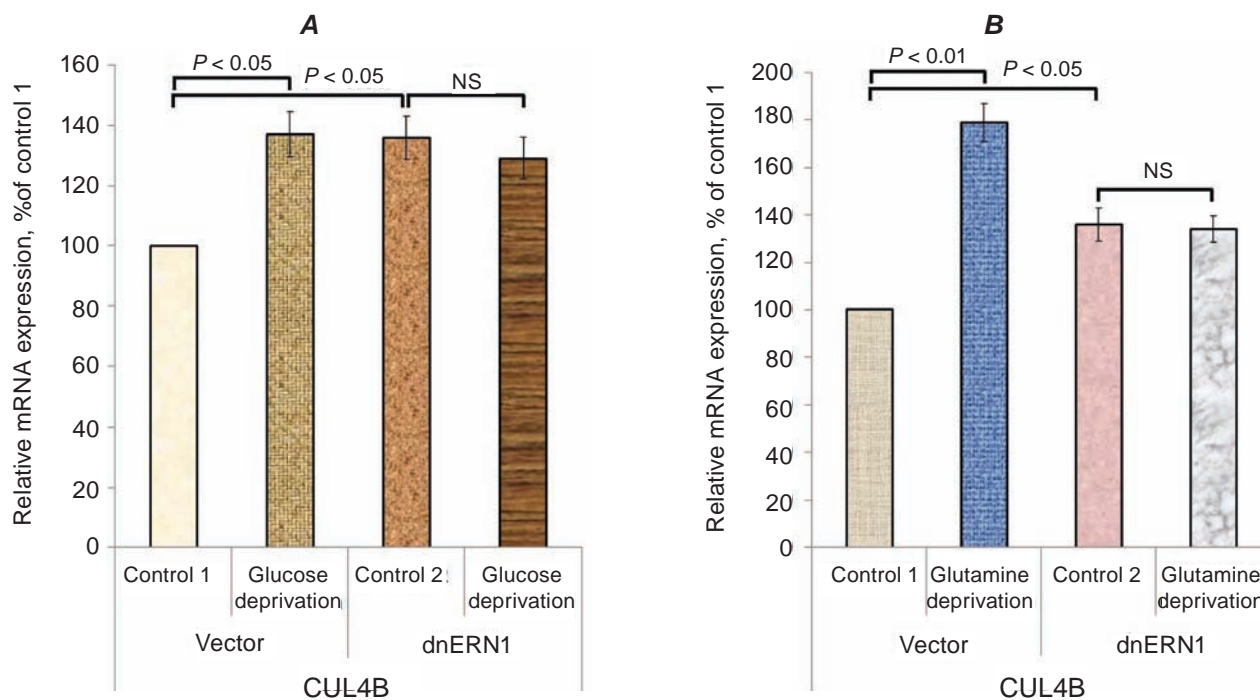 A
Relative mRNA expression, %of control 1
160
140
120
100
80
60
40
20
0
P < 0.05
P < 0.05
NS
Control 1
Glucose
deprivation
Control 2
Glucose
deprivation
Vector
dnERN1
CUL4B
B
Relative mRNA expression, % of control 1
200
180
160
140
120
100
80
60
40
20
0
P < 0.01
P < 0.05
NS
Control 1
Glutamine
deprivation
Control 2
Glutamine
deprivation
Vector
dnERN1
CUL4B